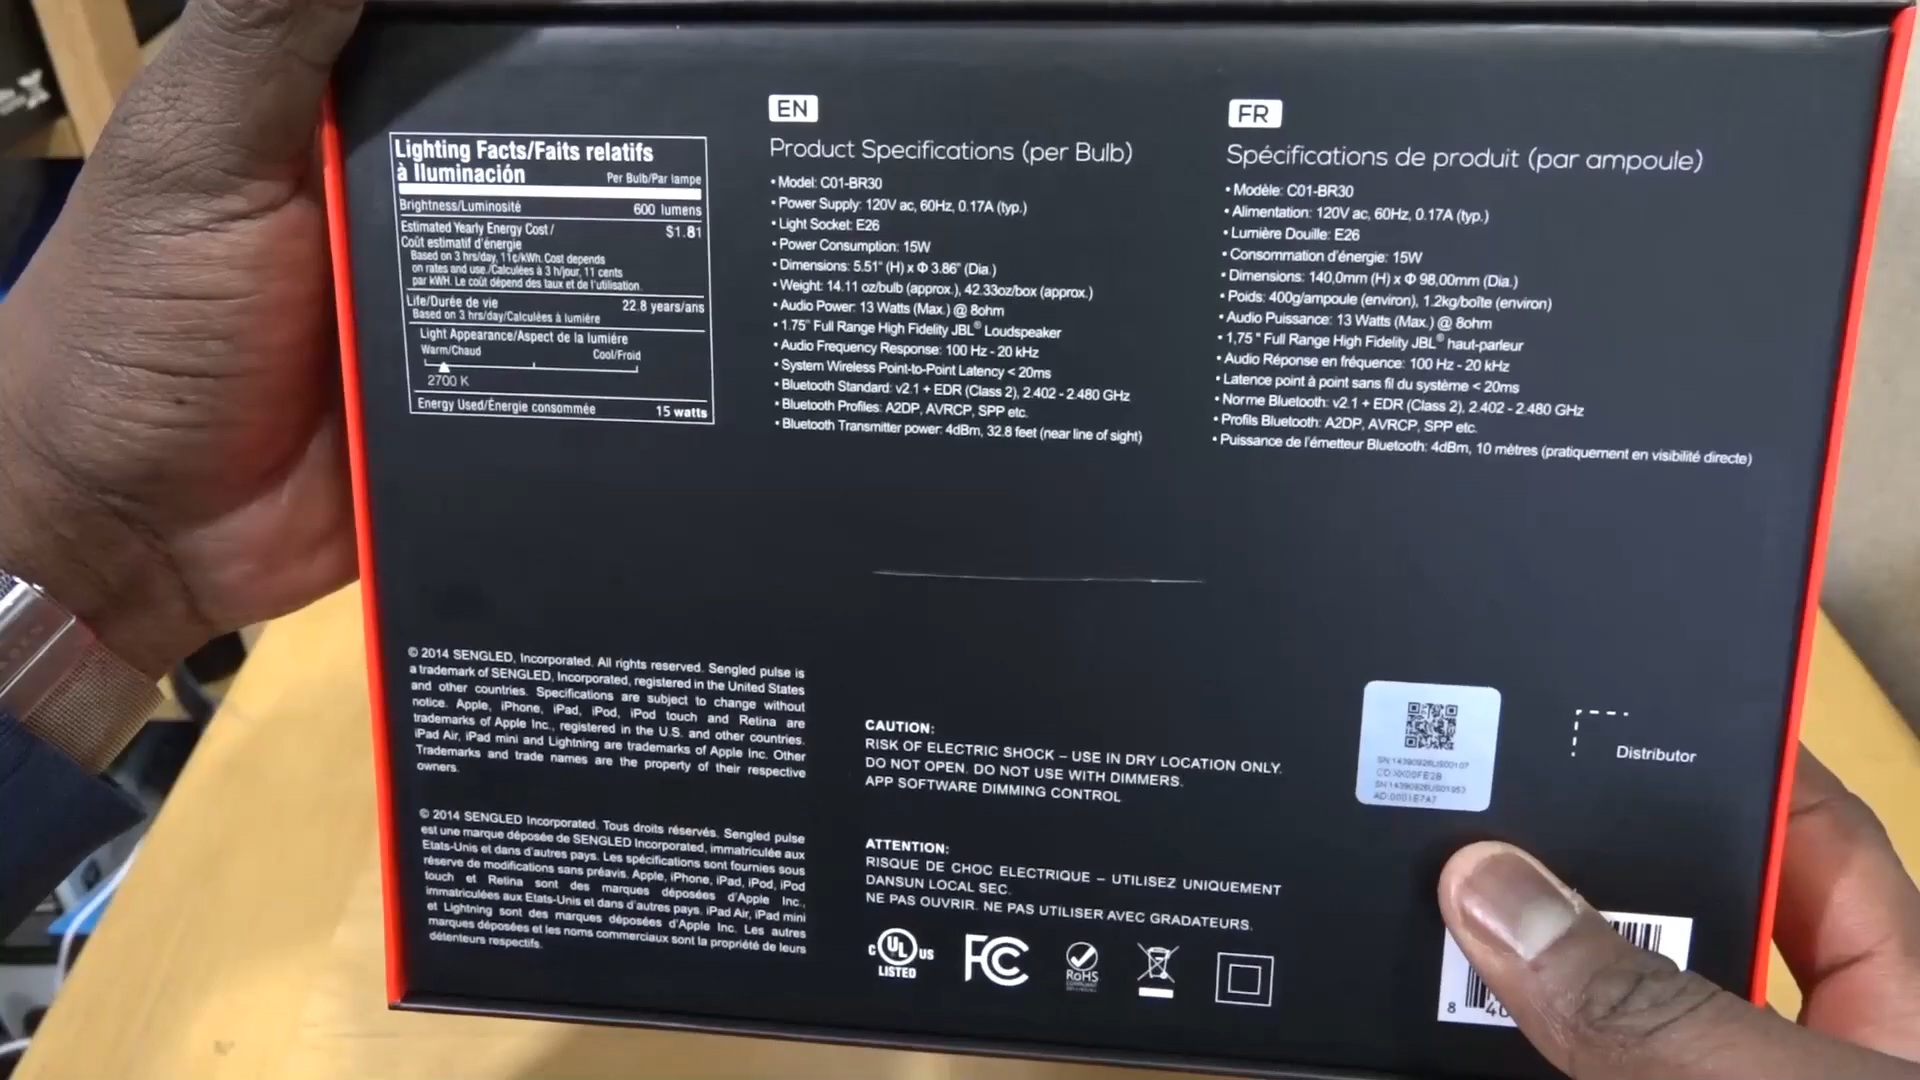 Lighting Facts/Faits relatifs
à lluminación
Per Bulb/Par lampe
Brightness/Luminosité 600 lumens
Estimated Yearly Energy Cost / $1.81
Coût estimatif d'énergie
Based on 3 hrs/day, 11¢/kWh. Cost depends
on rates and use./Calculées à 3 h/jour, 11 cents
par kWH. Le coût dépend des taux et de l'utilisation.
Life/Durée de vie 22.8 years/ans
Based on 3 hrs/day/Calculées à lumière
Light Appearance/Aspect de la lumiére
Warm/Chaud Cool/Froid
2700 K
Energy Used/Énergie consommée 15 watts
EN
Product Specifications (per Bulb)
• Model: C01-BR30
• Power Supply: 120V ac, 60Hz, 0.17A (typ.)
• Light Socket: E26
• Power Consumption: 15W
• Dimensions: 5.51" (H) x Φ 3.86" (Dia.)
• Weight: 14.11 oz/bulb (approx.), 42.33oz/box (approx.)
• Audio Power: 13 Watts (Max.) @ 8ohm
• 1.75" Full Range High Fidelity JBL® Loudspeaker
• Audio Frequency Response: 100 Hz - 20 kHz
• System Wireless Point-to-Point Latency < 20ms
• Bluetooth Standard: v2.1 + EDR (Class 2), 2.402 - 2.480 GHz
• Bluetooth Profiles: A2DP, AVRCP, SPP etc.
• Bluetooth Transmitter power: 4dBm, 32.8 feet (near line of sight)
FR
Spécifications de produit (par ampoule)
• Modèle: C01-BR30
• Alimentation: 120V ac, 60Hz, 0.17A (typ.)
• Lumière Douille: E26
• Consommation d'énergie: 15W
• Dimensions: 140,0mm (H) x Φ 98,00mm (Dia.)
• Poids: 400g/ampoule (environ), 1.2kg/boîte (environ)
• Audio Puissance: 13 Watts (Max.) @ 8ohm
• 1,75 " Full Range High Fidelity JBL® haut-parleur
• Audio Réponse en fréquence: 100 Hz - 20 kHz
• Latence point à point sans fil du système < 20ms
• Norme Bluetooth: v2.1 + EDR (Class 2), 2.402 - 2.480 GHz
• Profils Bluetooth: A2DP, AVRCP, SPP etc.
• Puissance de l'émetteur Bluetooth: 4dBm, 10 mètres (pratiquement en visibilité directe)
© 2014 SENGLED, Incorporated. All rights reserved. Sengled pulse is
a trademark of SENGLED, Incorporated, registered in the United States
and other countries. Specifications are subject to change without
notice. Apple, iPhone, iPad, iPod, iPod touch and Retina are
trademarks of Apple Inc., registered in the U.S. and other countries.
iPad Air, iPad mini and Lightning are trademarks of Apple Inc. Other
Trademarks and trade names are the property of their respective
owners.
© 2014 SENGLED Incorporated. Tous droits réservés. Sengled pulse
est une marque déposée de SENGLED Incorporated, immatriculée aux
Etats-Unis et dans d'autres pays. Les spécifications sont fournies sous
réserve de modifications sans préavis. Apple, iPhone, iPad, iPod, iPod
touch et Retina sont des marques déposées d'Apple Inc.,
immatriculées aux Etats-Unis et dans d'autres pays. iPad Air, iPad mini
et Lightning sont des marques déposées d'Apple Inc. Les autres
marques déposées et les noms commerciaux sont la propriété de leurs
détenteurs respectifs.
CAUTION:
RISK OF ELECTRIC SHOCK – USE IN DRY LOCATION ONLY.
DO NOT OPEN. DO NOT USE WITH DIMMERS.
APP SOFTWARE DIMMING CONTROL
ATTENTION:
RISQUE DE CHOC ELECTRIQUE – UTILISEZ UNIQUEMENT
DANSUN LOCAL SEC.
NE PAS OUVRIR. NE PAS UTILISER AVEC GRADATEURS.
C UL US
LISTED
FC
RoHS
SN:14390926US00107
SN:14390926US01953
AD:0001E7A7
Distributor
8 40